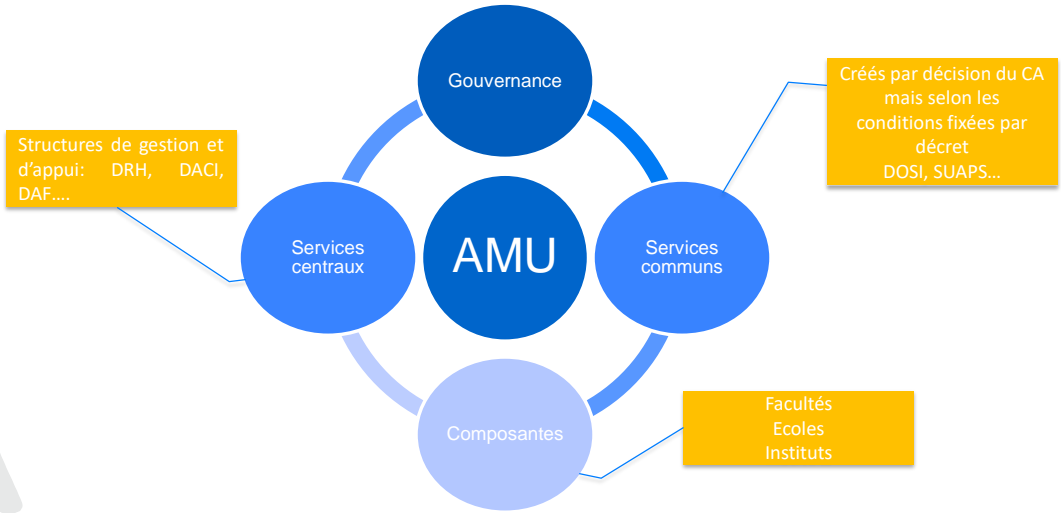 Gouvernance
Créés par décision du CA
mais selon les
conditions fixées par
décret
DOSI, SUAPS...
Structures de gestion et
d'appui: DRH, DACI,
DAF....
Services
centraux
AMU
Services
communs
Composantes
Facultés
Ecoles
Instituts